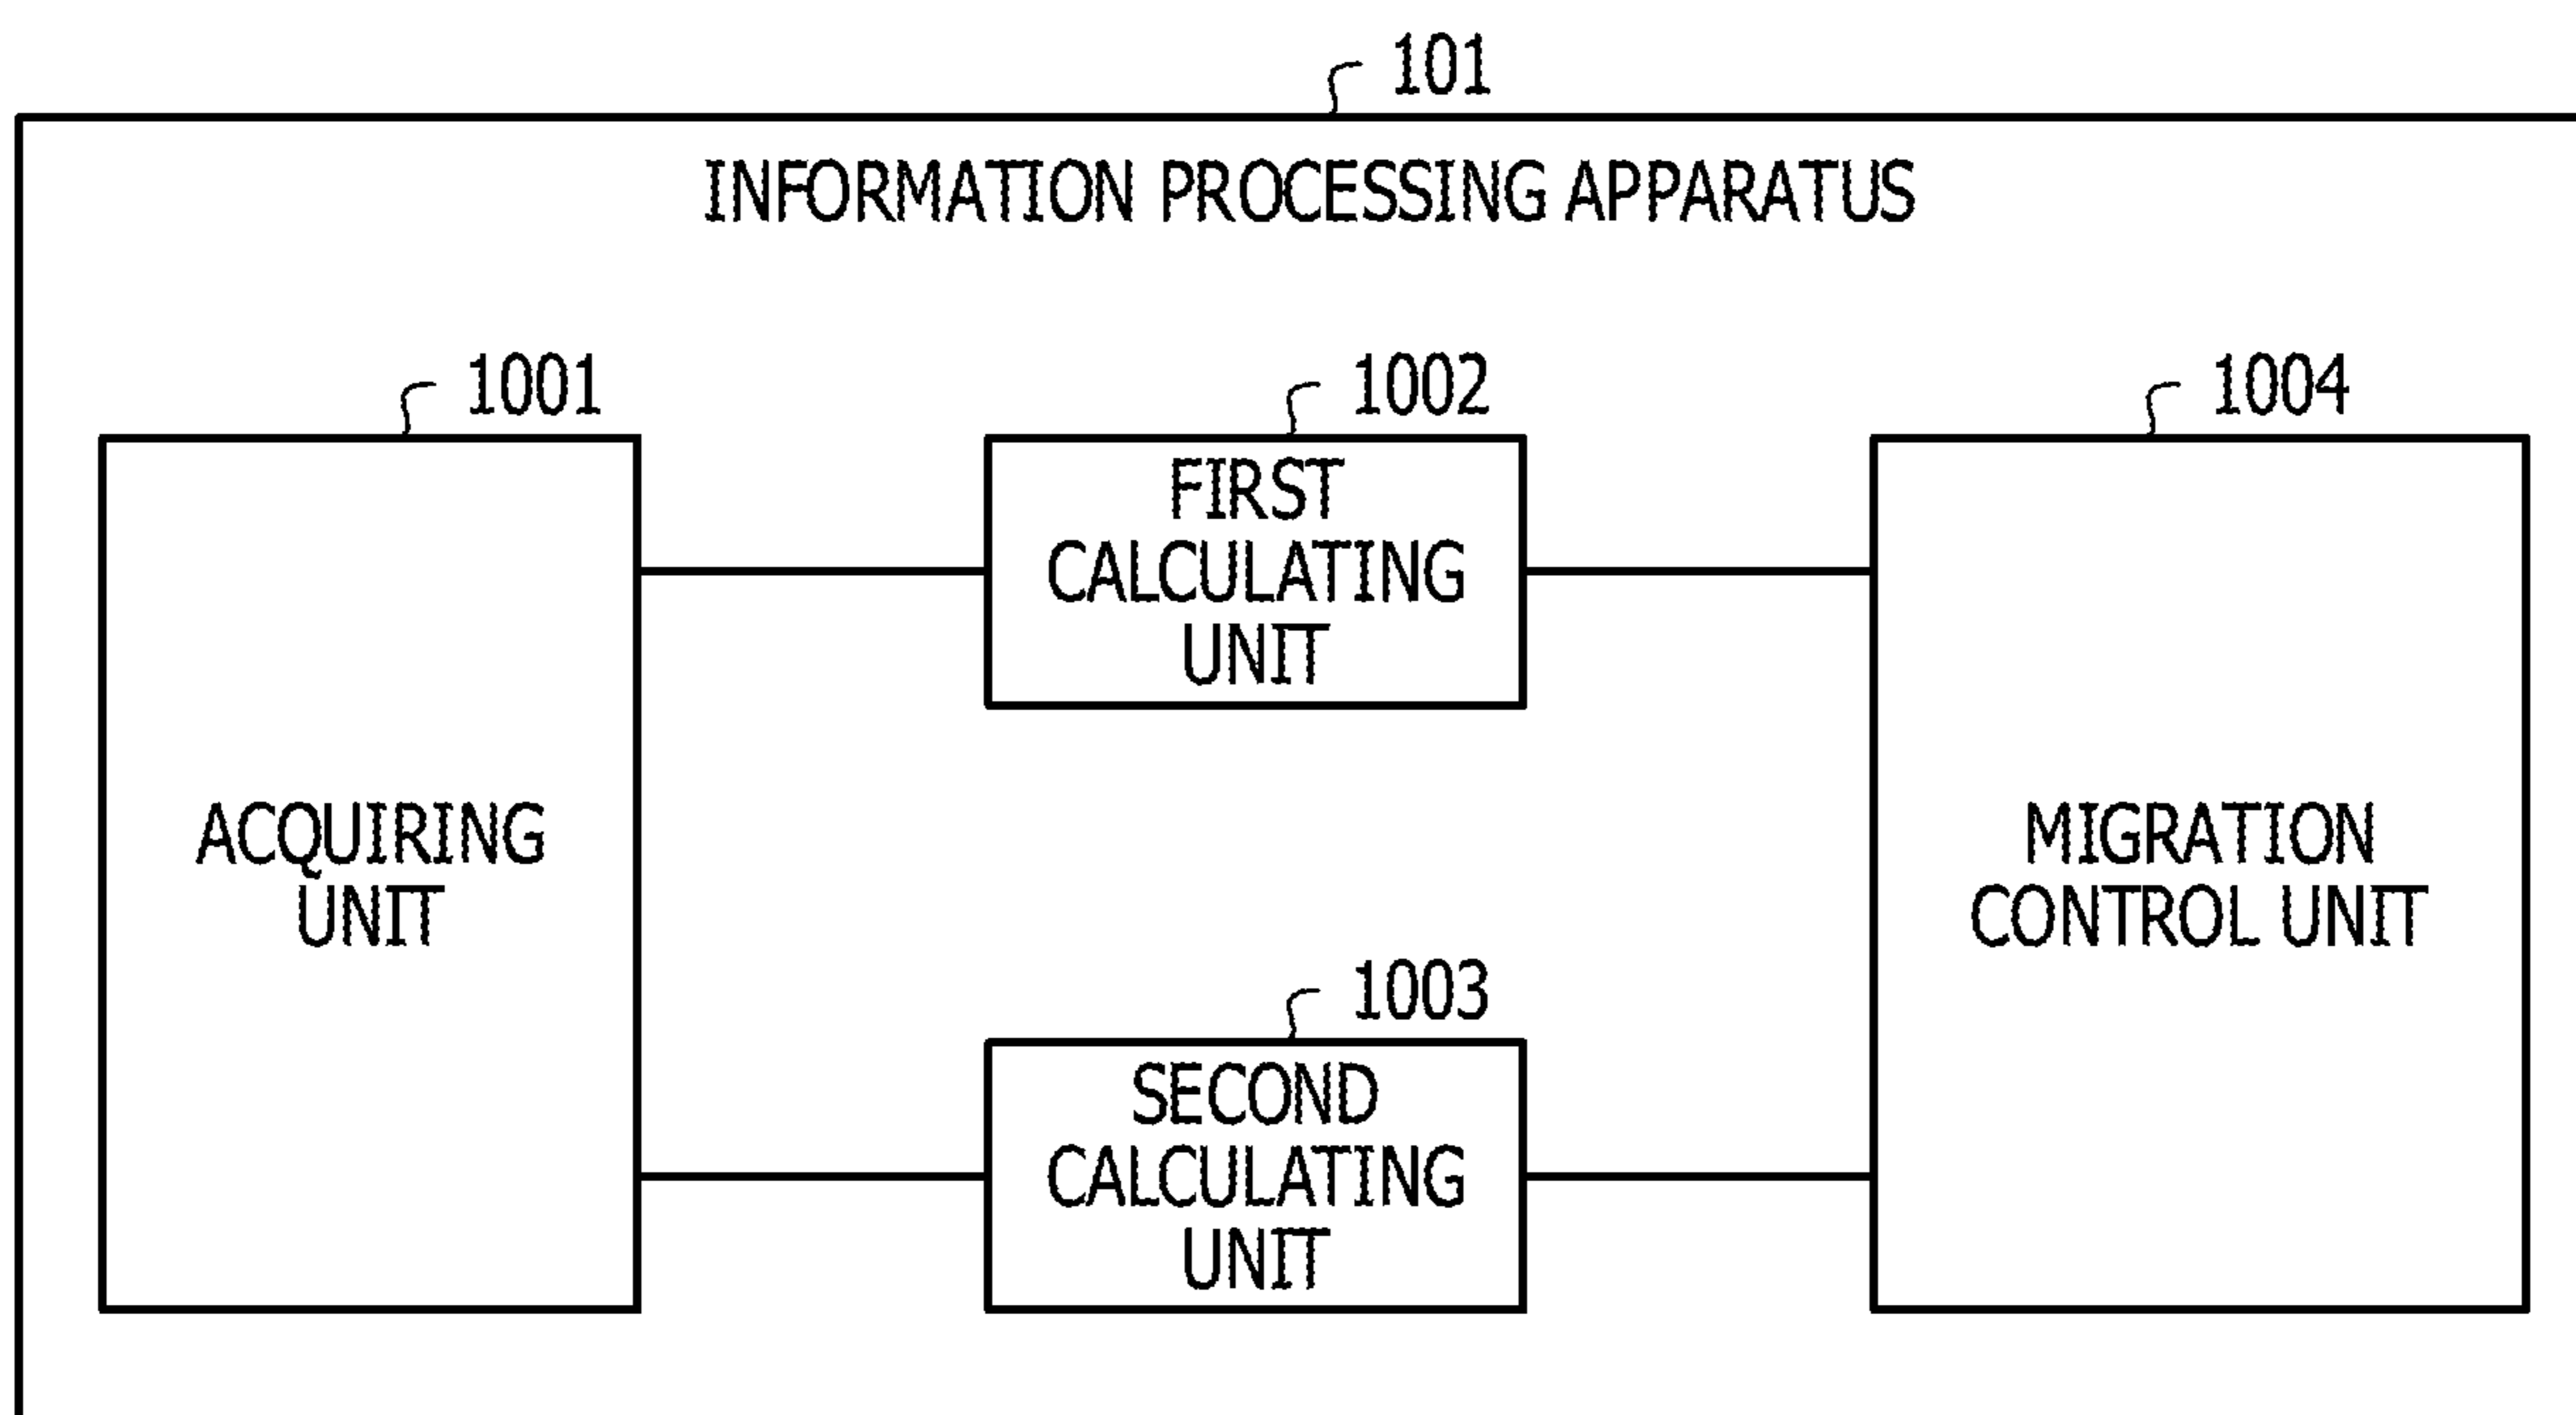 101
INFORMATION PROCESSING APPARATUS
1001
1002
1004
FIRST
CALCULATING
UNIT
ACQUIRING
UNIT
MIGRATION
CONTROL UNIT
1003
SECOND
CALCULATING
UNIT